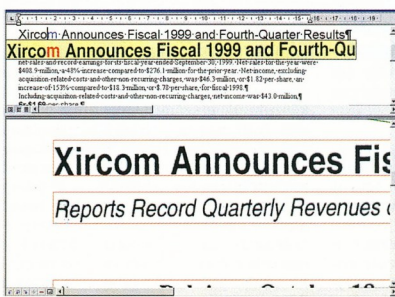 Xircom Announces Fiscal 1999 and Fourth-Quarter Results¶
Xircom Announces Fiscal 1999 and Fourth-Qu
net sales and record earnings for its fiscal year ended September 30, 1999. Net sales for the year were
$408.9 million, a 48% increase compared to $276.1 million for the prior year. Net income, excluding
acquisition-related costs and other non-recurring charges, was $46.3 million, or $1.82 per share, an
increase of 153% compared to $18.3 million, or $.78 per share, for fiscal 1998.¶
Including acquisition-related costs and other non-recurring charges, net income was $43.0 million,¶
Xircom Announces Fis
Reports Record Quarterly Revenues